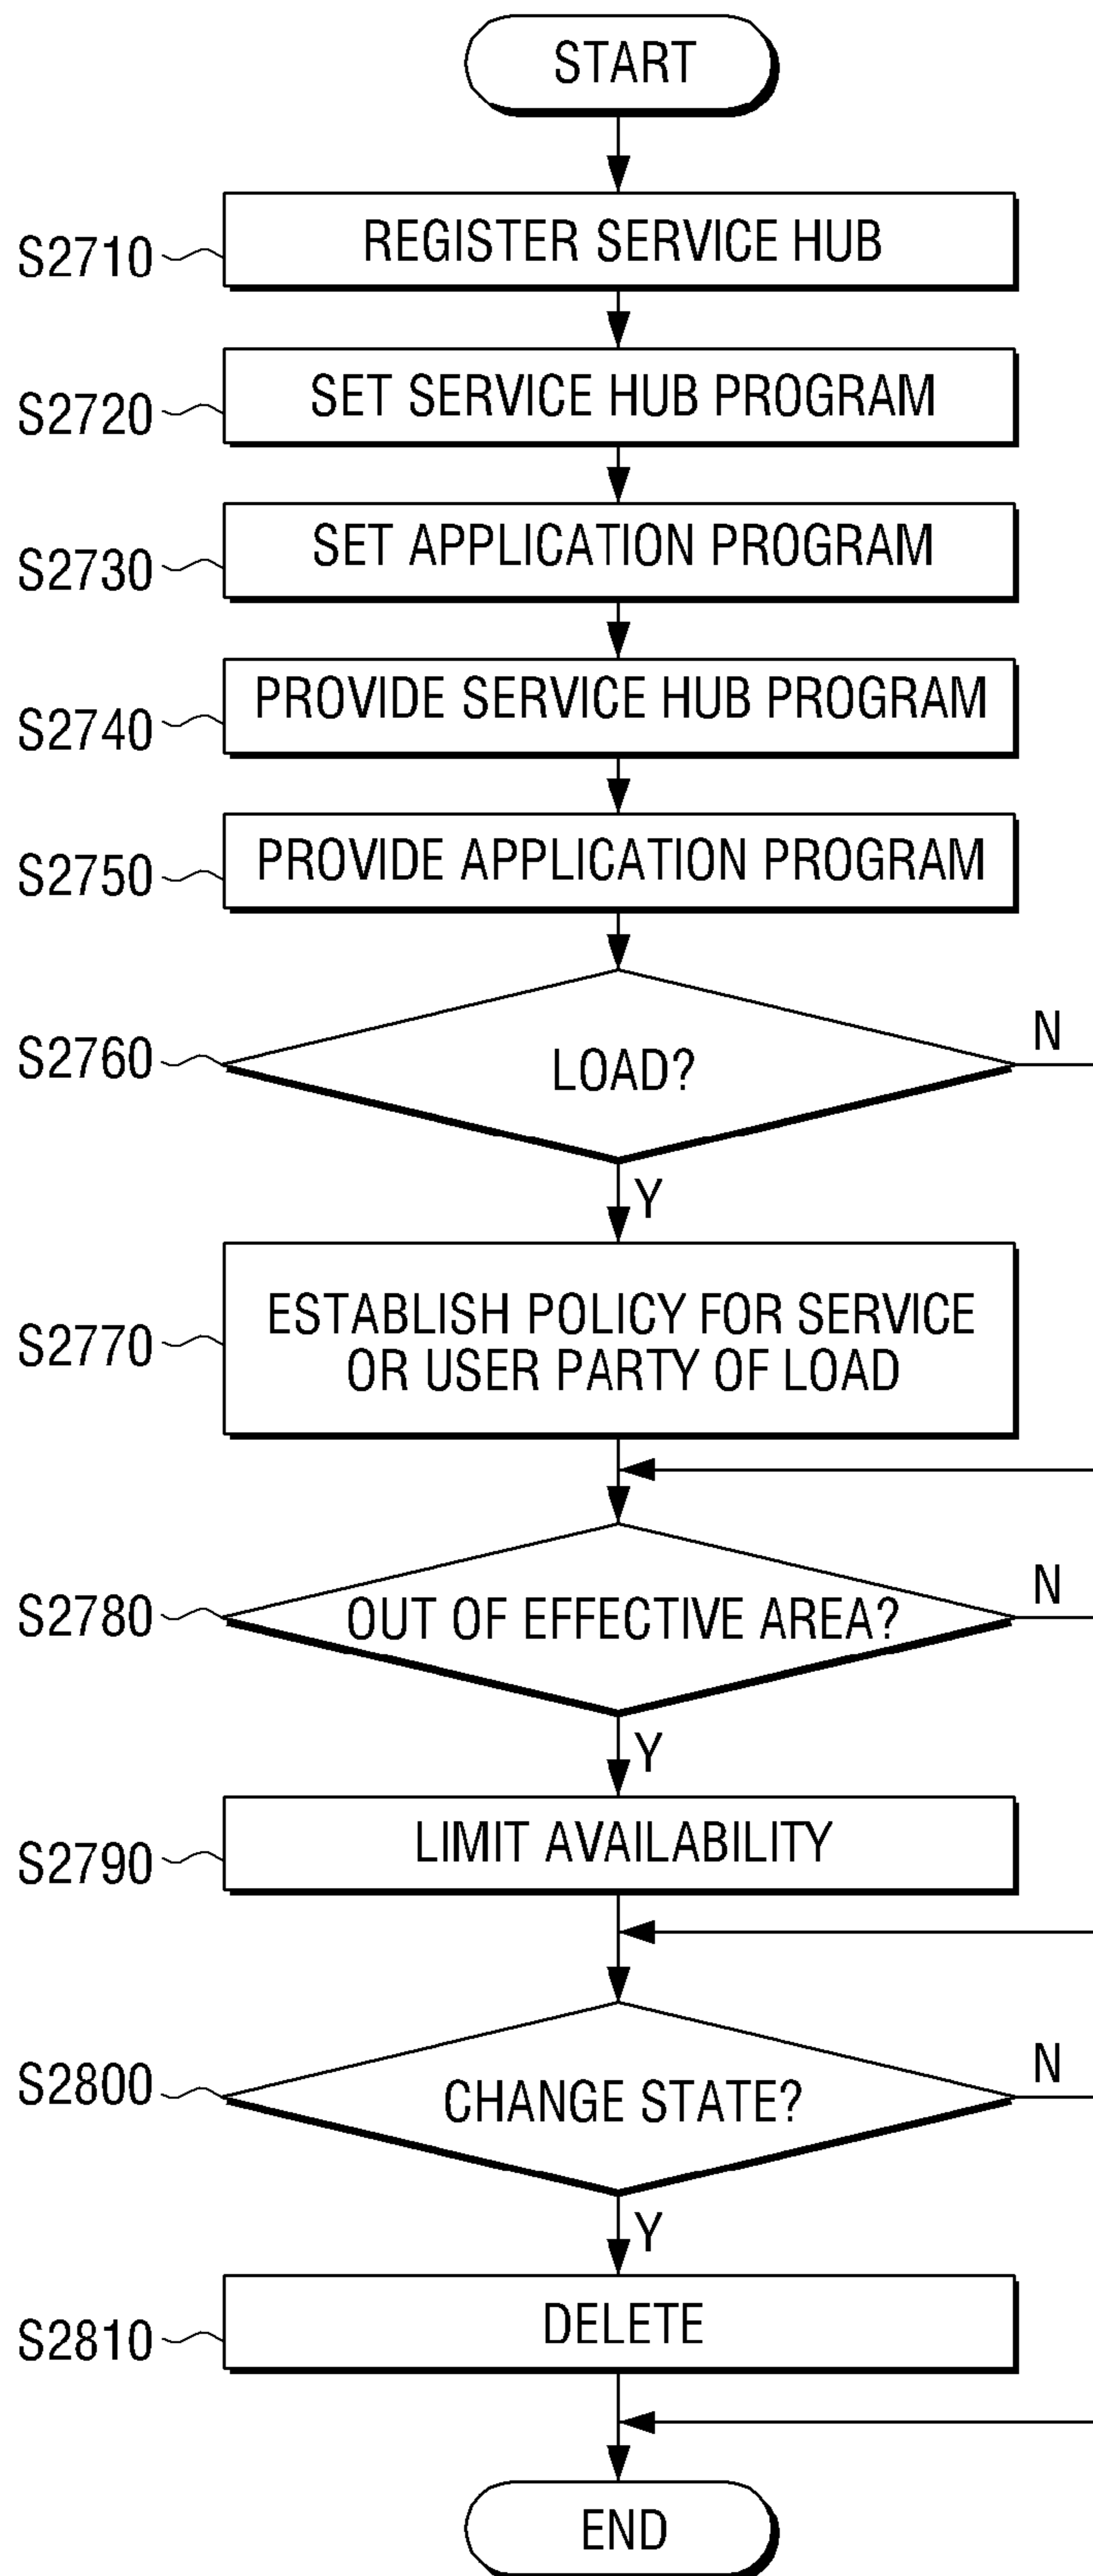 START
S2710
REGISTER SERVICE HUB
S2720
SET SERVICE HUB PROGRAM
S2730
SET APPLICATION PROGRAM
S2740
PROVIDE SERVICE HUB PROGRAM
S2750
PROVIDE APPLICATION PROGRAM
S2760
LOAD?
N
Y
S2770
ESTABLISH POLICY FOR SERVICE
OR USER PARTY OF LOAD
S2780
OUT OF EFFECTIVE AREA?
N
Y
S2790
LIMIT AVAILABILITY
S2800
CHANGE STATE?
N
Y
S2810
DELETE
END